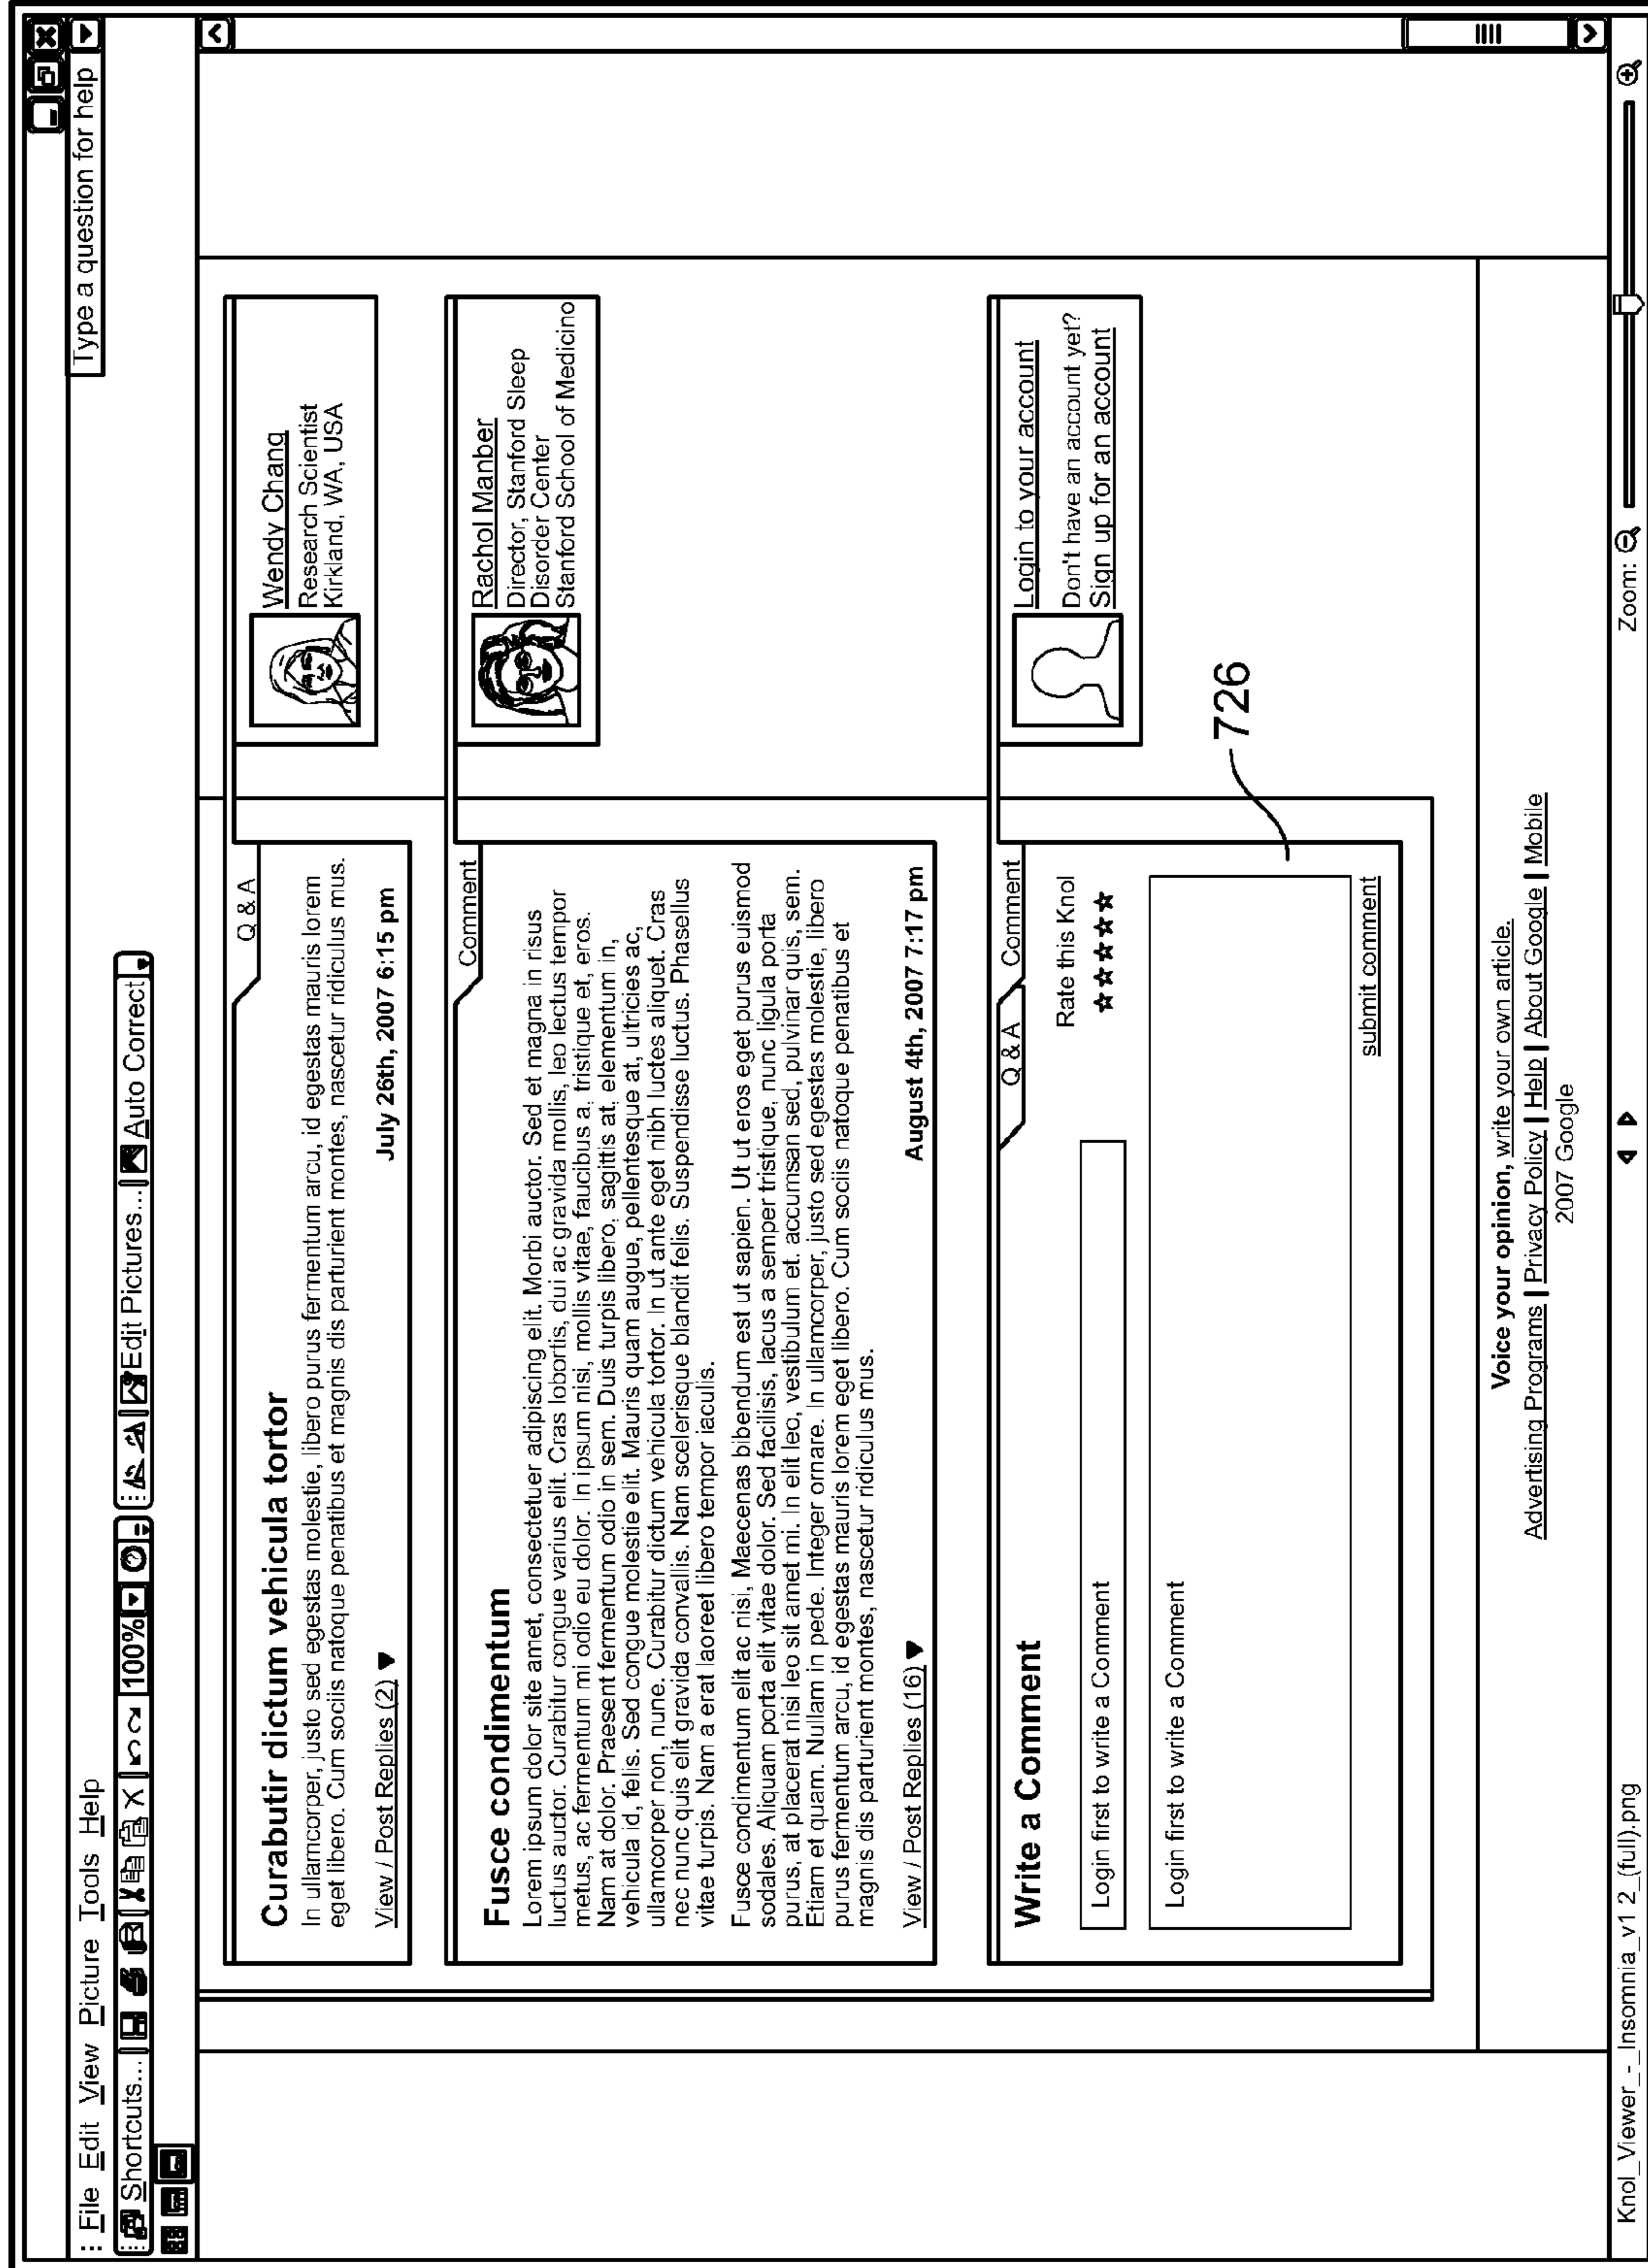 File Edit View Picture Tools Help
Type a question for help
Shortcuts... 100% Edit Pictures... Auto Correct
Q & A
Curabutir dictum vehicula tortor
In ullamcorper, justo sed egestas molestie, libero purus fermentum arcu, id egestas mauris lorem
eget libero. Cum sociis natoque penatibus et magnis dis parturient montes, nascetur ridiculus mus.
View / Post Replies (2)
July 26th, 2007 6:15 pm
Wendy Chang
Research Scientist
Kirkland, WA, USA
Comment
Fusce condimentum
Lorem ipsum dolor site amet, consectetuer adipiscing elit. Morbi auctor. Sed et magna in risus
luctus auctor. Curabitur congue varius elit. Cras lobortis, dui ac gravida mollis, leo lectus tempor
metus, ac fermentum mi odio eu dolor. In ipsum nisi, mollis vitae, faucibus a, tristique et, eros.
Nam at dolor. Praesent fermentum odio in sem. Duis turpis libero, sagittis at, elementum in,
vehicula id, felis. Sed congue molestie elit. Mauris quam augue, pellentesque at, ultricies ac,
ullamcorper non, nune. Curabitur dictum vehicula tortor. In ut ante eget nibh luctes aliquet. Cras
nec nunc quis elit gravida convallis. Nam scelerisque blandit felis. Suspendisse luctus. Phasellus
vitae turpis. Nam a erat laoreet libero tempor iaculis.
Fusce condimentum elit ac nisi, Maecenas bibendum est ut sapien. Ut ut eros eget purus euismod
sodales. Aliquam porta elit vitae dolor. Sed facilisis, lacus a semper tristique, nunc ligula porta
purus, at placerat nisi leo sit amet mi. In elit leo, vestibulum et. accumsan sed, pulvinar quis, sem.
Etiam et quam. Nullam in pede. Integer ornare. In ullamcorper, justo sed egestas molestie, libero
purus fermentum arcu, id egestas mauris lorem eget libero. Cum sociis natoque penatibus et
magnis dis parturient montes, nascetur ridiculus mus.
View / Post Replies (16)
August 4th, 2007 7:17 pm
Rachol Manber
Director, Stanford Sleep
Disorder Center
Stanford School of Medicino
Q & A
Comment
Write a Comment
Rate this Knol
Login first to write a Comment
Login first to write a Comment
submit comment
Login to your account
Don't have an account yet?
Sign up for an account
726
Voice your opinion, write your own article.
Advertising Programs | Privacy Policy | Help | About Google | Mobile
2007 Google
Knol_Viewer_-_Insomnia_v1 2_(full).png
Zoom: